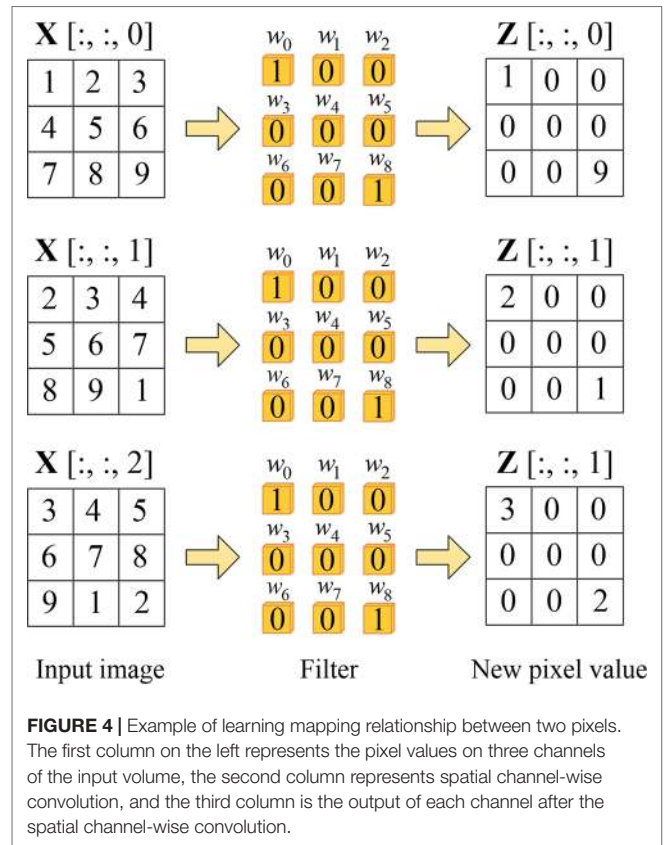 X [:, :, 0] w0 w1 w2 Z [:, :, 0]
1 2 3 1 0 0 1 0 0
w3 w4 w5
4 5 6 0 0 0 0 0 0
w6 w7 w8
7 8 9 0 0 1 0 0 9
X [:, :, 1] w0 w1 w2 Z [:, :, 1]
2 3 4 1 0 0 2 0 0
w3 w4 w5
5 6 7 0 0 0 0 0 0
w6 w7 w8
8 9 1 0 0 1 0 0 1
X [:, :, 2] w0 w1 w2 Z [:, :, 1]
3 4 5 1 0 0 3 0 0
w3 w4 w5
6 7 8 0 0 0 0 0 0
w6 w7 w8
9 1 2 0 0 1 0 0 2
Input image Filter New pixel value
FIGURE 4 | Example of learning mapping relationship between two pixels.
The first column on the left represents the pixel values on three channels
of the input volume, the second column represents spatial channel-wise
convolution, and the third column is the output of each channel after the
spatial channel-wise convolution.